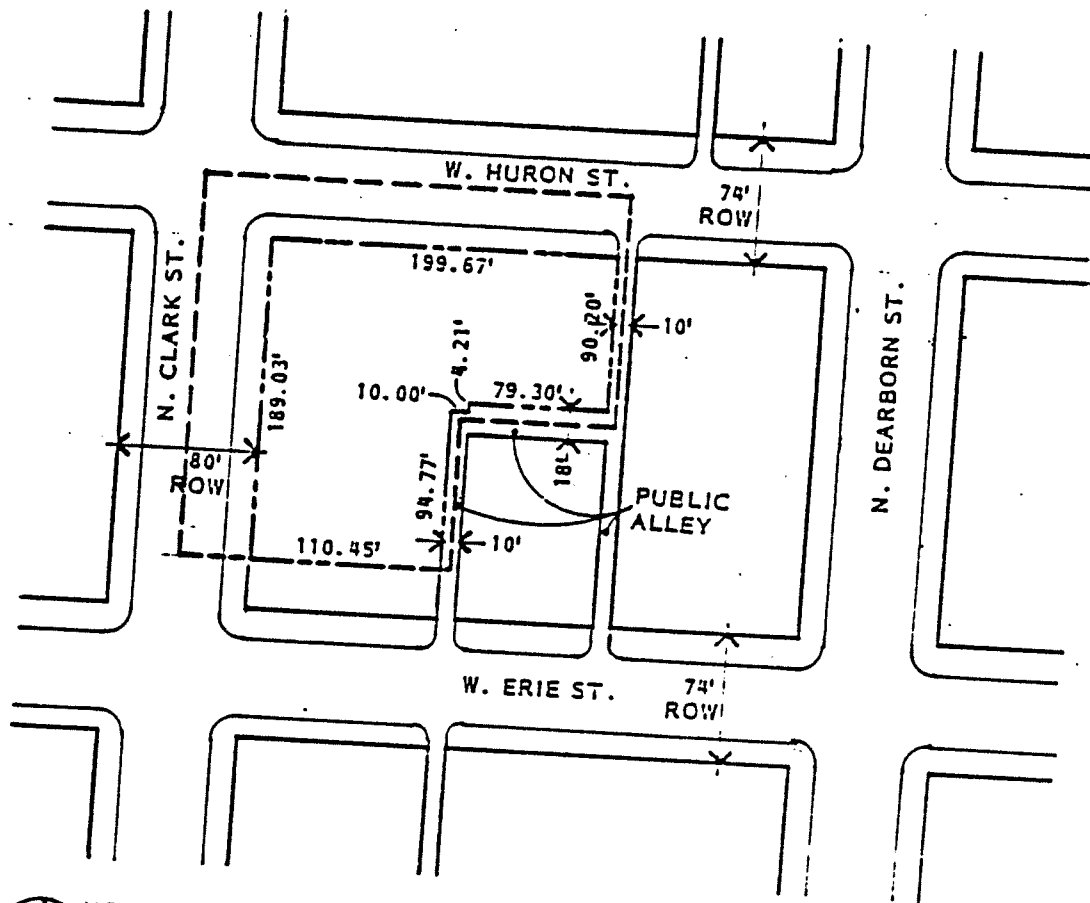 W. HURON ST.
74'
ROW
199.67'
N. CLARK ST.
189.03'
90.20'
10'
4.21'
10.00'
79.30'
N. DEARBORN ST.
80'
ROW
94.77'
18'
PUBLIC
ALLEY
110.45'
10'
W. ERIE ST.
74'
ROW